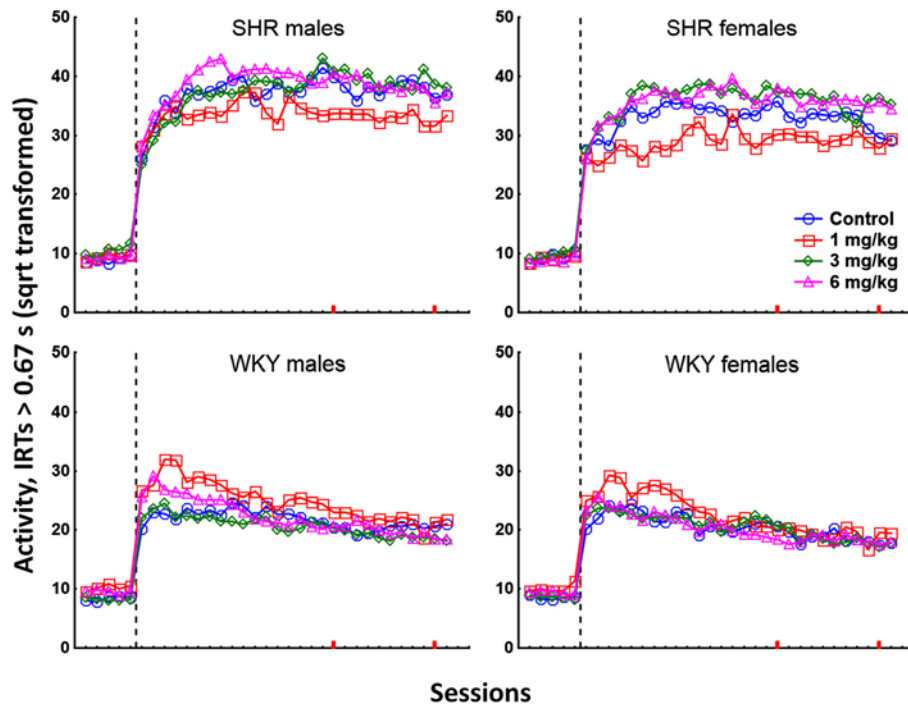 Activity, IRTs > 0.67 s (sqrt transformed)
SHR males
50
40
30
20
10
0
SHR females
50
40
30
20
10
0
Control
1 mg/kg
3 mg/kg
6 mg/kg
WKY males
50
40
30
20
10
0
WKY females
50
40
30
20
10
0
Sessions